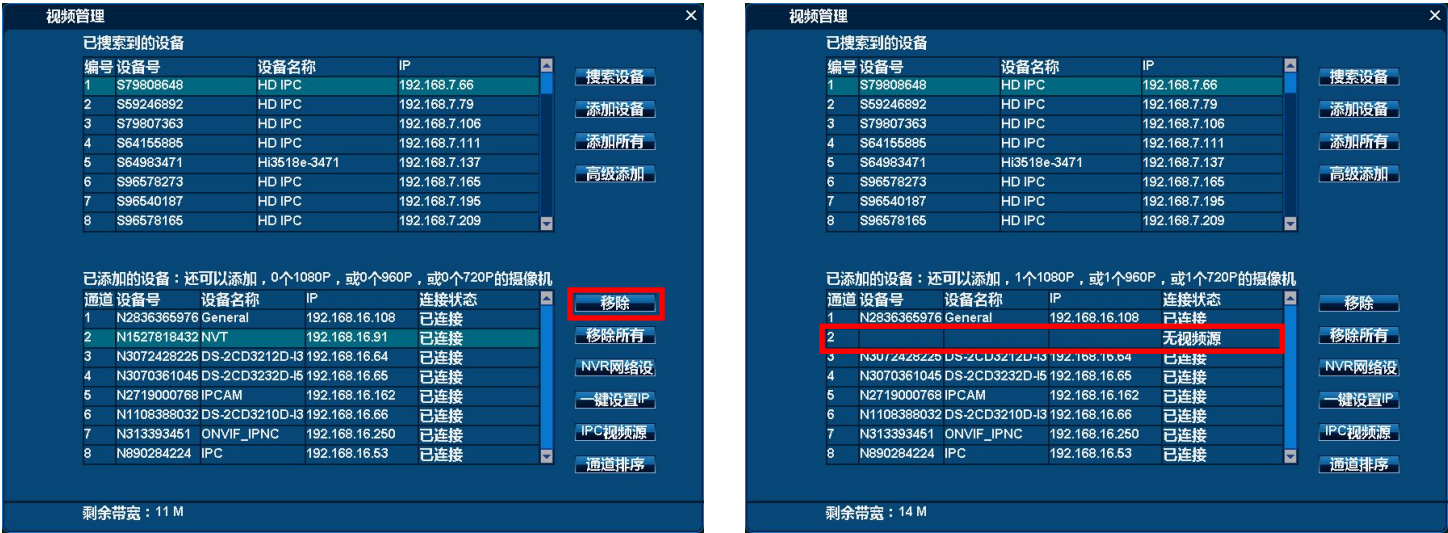 视频管理 ×
已搜索到的设备
编号 设备号 设备名称 IP
1 S79808648 HD IPC 192.168.7.66
2 S59246892 HD IPC 192.168.7.79
3 S79807363 HD IPC 192.168.7.106
4 S64155885 HD IPC 192.168.7.111
5 S64983471 Hi3518e-3471 192.168.7.137
6 S96578273 HD IPC 192.168.7.165
7 S96540187 HD IPC 192.168.7.195
8 S96578165 HD IPC 192.168.7.209
搜索设备
添加设备
添加所有
高级添加
已添加的设备：还可以添加，0个1080P，或0个960P，或0个720P的摄像机
通道 设备号 设备名称 IP 连接状态
1 N2836365976 General 192.168.16.108 已连接
2 N1527818432 NVT 192.168.16.91 已连接
3 N3072428225 DS-2CD3212D-I3 192.168.16.64 已连接
4 N3070361045 DS-2CD3232D-I5 192.168.16.65 已连接
5 N2719000768 IPCAM 192.168.16.162 已连接
6 N1108388032 DS-2CD3210D-I3 192.168.16.66 已连接
7 N313393451 ONVIF_IPNC 192.168.16.250 已连接
8 N890284224 IPC 192.168.16.53 已连接
移除
移除所有
NVR网络设
一键设置IP
IPC视频源
通道排序
剩余带宽：11 M
视频管理 ×
已搜索到的设备
编号 设备号 设备名称 IP
1 S79808648 HD IPC 192.168.7.66
2 S59246892 HD IPC 192.168.7.79
3 S79807363 HD IPC 192.168.7.106
4 S64155885 HD IPC 192.168.7.111
5 S64983471 Hi3518e-3471 192.168.7.137
6 S96578273 HD IPC 192.168.7.165
7 S96540187 HD IPC 192.168.7.195
8 S96578165 HD IPC 192.168.7.209
搜索设备
添加设备
添加所有
高级添加
已添加的设备：还可以添加，1个1080P，或1个960P，或1个720P的摄像机
通道 设备号 设备名称 IP 连接状态
1 N2836365976 General 192.168.16.108 已连接
2 无视频源
3 N3072428225 DS-2CD3212D-I3 192.168.16.64 已连接
4 N3070361045 DS-2CD3232D-I5 192.168.16.65 已连接
5 N2719000768 IPCAM 192.168.16.162 已连接
6 N1108388032 DS-2CD3210D-I3 192.168.16.66 已连接
7 N313393451 ONVIF_IPNC 192.168.16.250 已连接
8 N890284224 IPC 192.168.16.53 已连接
移除
移除所有
NVR网络设
一键设置IP
IPC视频源
通道排序
剩余带宽：14 M